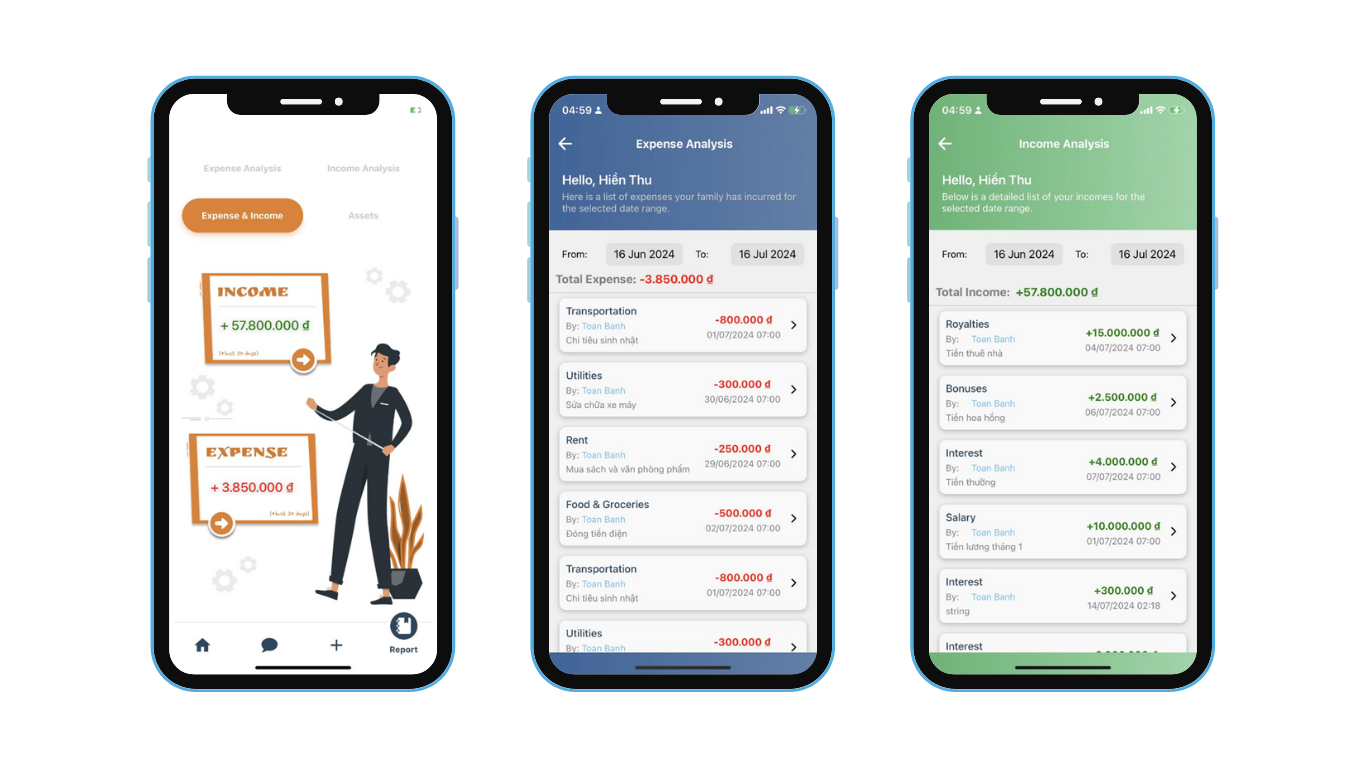 Expense Analysis
Income Analysis
Expense & Income
Assets
INCOME
+ 57.800.000 ₫
(*last 30 days)
EXPENSE
+ 3.850.000 ₫
(*last 30 days)
Report
04:59
Expense Analysis
Hello, Hiền Thu
Here is a list of expenses your family has incurred for
the selected date range.
From: 16 Jun 2024 To: 16 Jul 2024
Total Expense: -3.850.000 ₫
Transportation
-800.000 ₫
By: Toan Banh
01/07/2024 07:00
Chi tiêu sinh nhật
Utilities
-300.000 ₫
By: Toan Banh
30/06/2024 07:00
Sửa chữa xe máy
Rent
-250.000 ₫
By: Toan Banh
29/06/2024 07:00
Mua sách và văn phòng phẩm
Food & Groceries
-500.000 ₫
By: Toan Banh
02/07/2024 07:00
Đóng tiền điện
Transportation
-800.000 ₫
By: Toan Banh
01/07/2024 07:00
Chi tiêu sinh nhật
Utilities
-300.000 ₫
By: Toan Banh
04:59
Income Analysis
Hello, Hiền Thu
Below is a detailed list of your incomes for the
selected date range.
From: 16 Jun 2024 To: 16 Jul 2024
Total Income: +57.800.000 ₫
Royalties
+15.000.000 ₫
By: Toan Banh
04/07/2024 07:00
Tiền thuê nhà
Bonuses
+2.500.000 ₫
By: Toan Banh
06/07/2024 07:00
Tiền hoa hồng
Interest
+4.000.000 ₫
By: Toan Banh
07/07/2024 07:00
Tiền thưởng
Salary
+10.000.000 ₫
By: Toan Banh
01/07/2024 07:00
Tiền lương tháng 1
Interest
+300.000 ₫
By: Toan Banh
14/07/2024 02:18
string
Interest